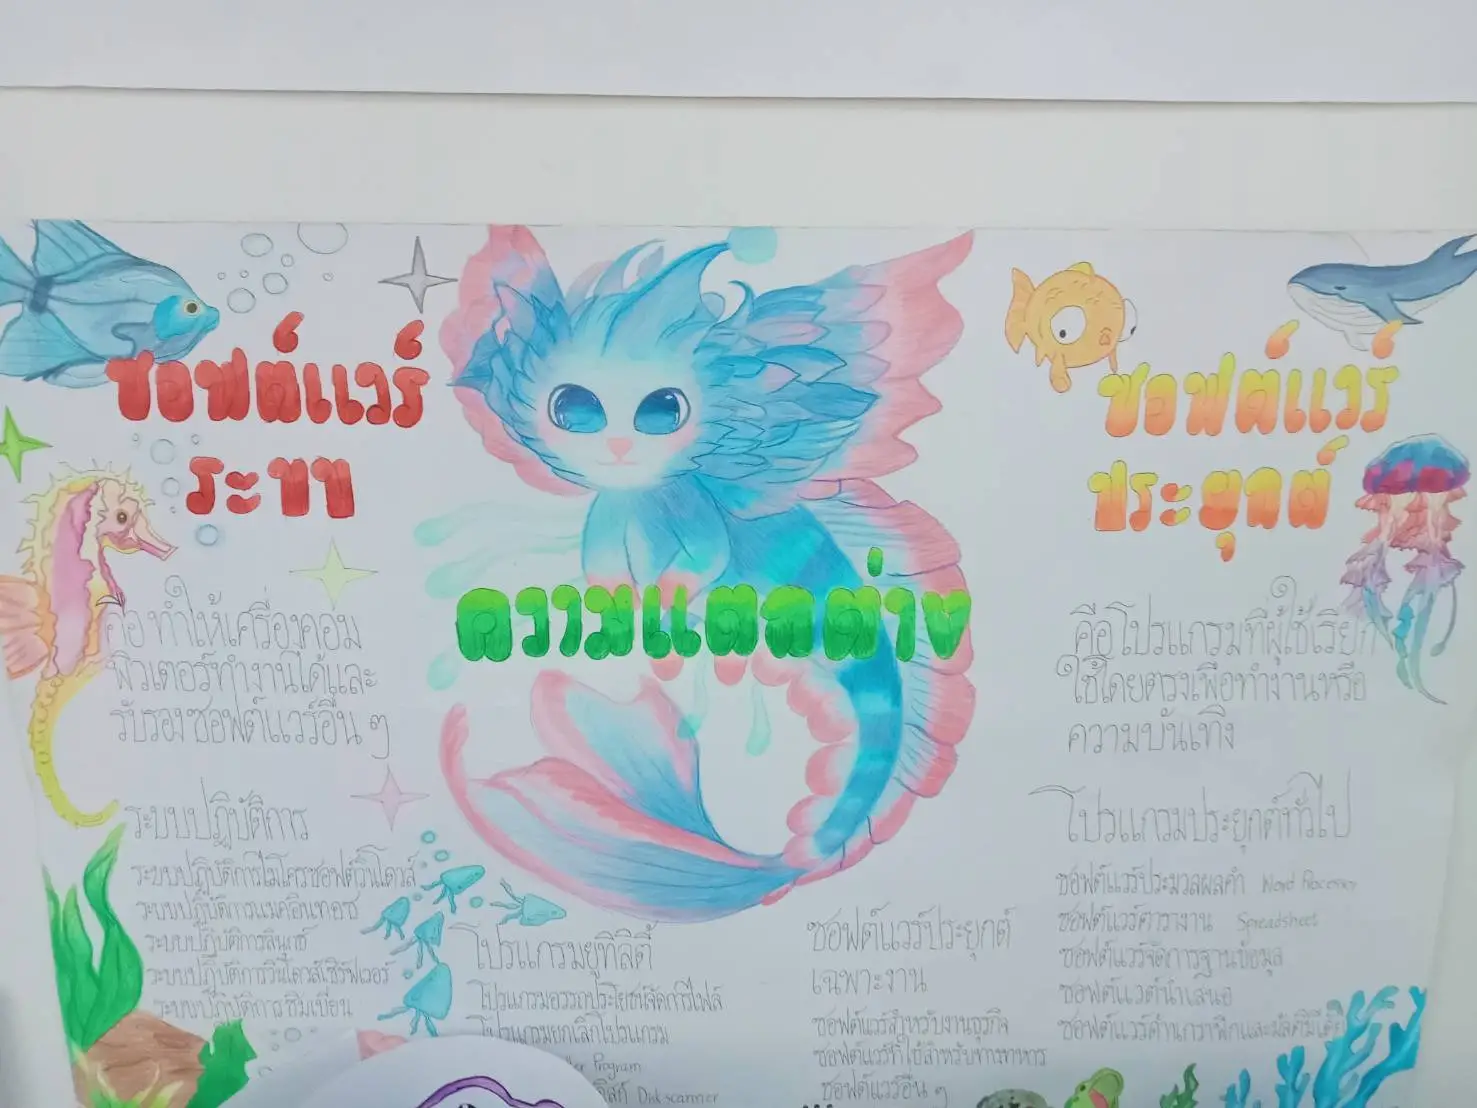 ซอฟต์แวร์
ระบบ
คือ ทำให้เครื่องคอม
พิวเตอร์ทำงานได้และ
รับรองซอฟต์แวร์อื่น ๆ
ระบบปฏิบัติการ
ระบบปฏิบัติการไมโครซอฟต์วินโดวส์
ระบบปฏิบัติการแมคอินทอช
ระบบปฏิบัติการลินุกซ์
ระบบปฏิบัติการวินโดวส์เซิร์ฟเวอร์
ระบบปฏิบัติการซิมเบียน
ความแตกต่าง
โปรแกรมยูทิลิตี้
โปรแกรมอรรถประโยชน์จัดการไฟล์
โปรแกรมยกเลิกโปรแกรม
Program
Disk scanner
ซอฟต์แวร์ประยุกต์
เฉพาะงาน
ซอฟต์แวร์สำหรับงานธุรกิจ
ซอฟต์แวร์ที่ใช้สำหรับ
ซอฟต์แวร์อื่น ๆ
ซอฟต์แวร์
ประยุกต์
คือโปรแกรมที่ผู้ใช้เรียก
ใช้โดยตรงเพื่อทำงานหรือ
ความบันเทิง
โปรแกรมประยุกต์ทั่วไป
ซอฟต์แวร์ประมวลผลคำ Word Processor
ซอฟต์แวร์ตารางาน Spreadsheet
ซอฟต์แวร์จัดการฐานข้อมูล
ซอฟต์แวต์นำเสนอ
ซอฟต์แวร์ด้านกราฟิกและมัลติมีเดีย